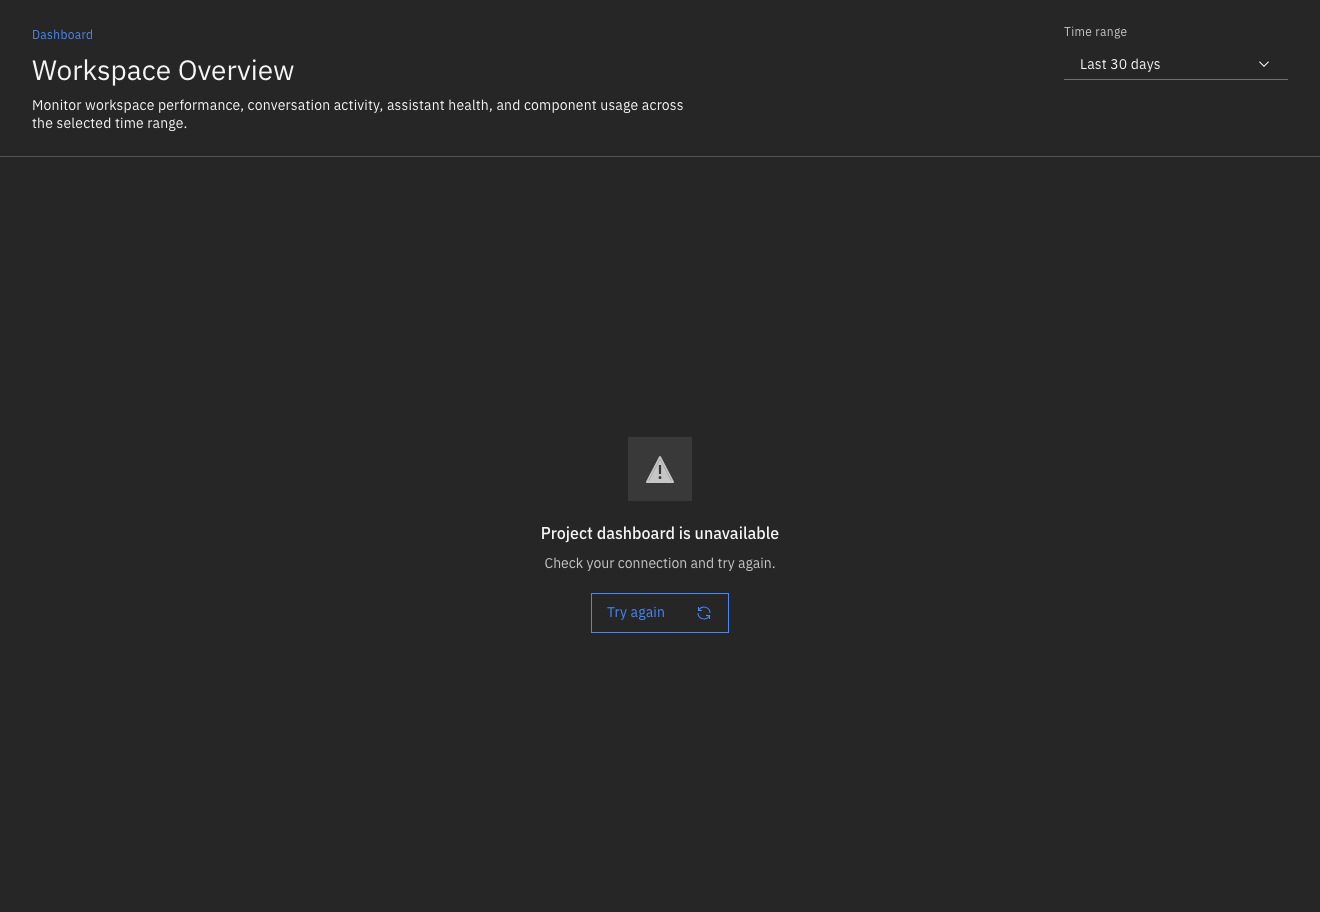 Dashboard
Workspace Overview
Monitor workspace performance, conversation activity, assistant health, and component usage across
the selected time range.
Time range
Last 30 days
Project dashboard is unavailable
Check your connection and try again.
Try again